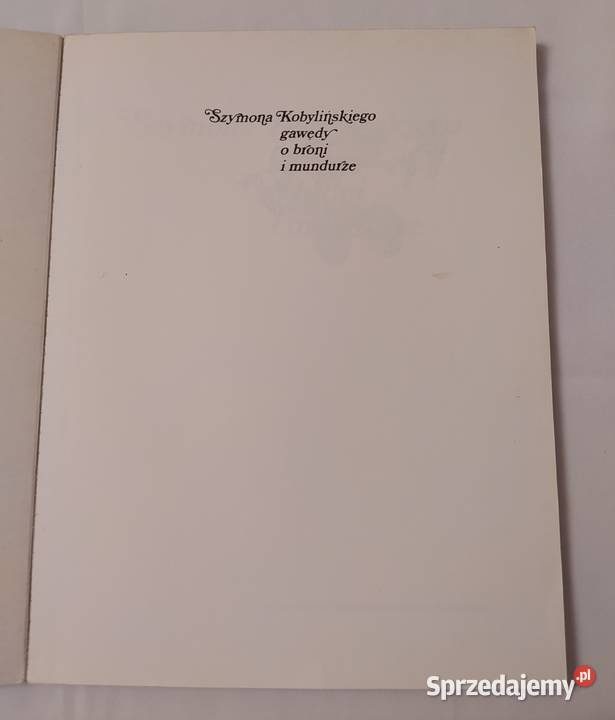 Szymona Kobylińskiego
gawędy
o broni
i mundurze
Sprzedajemy.pl